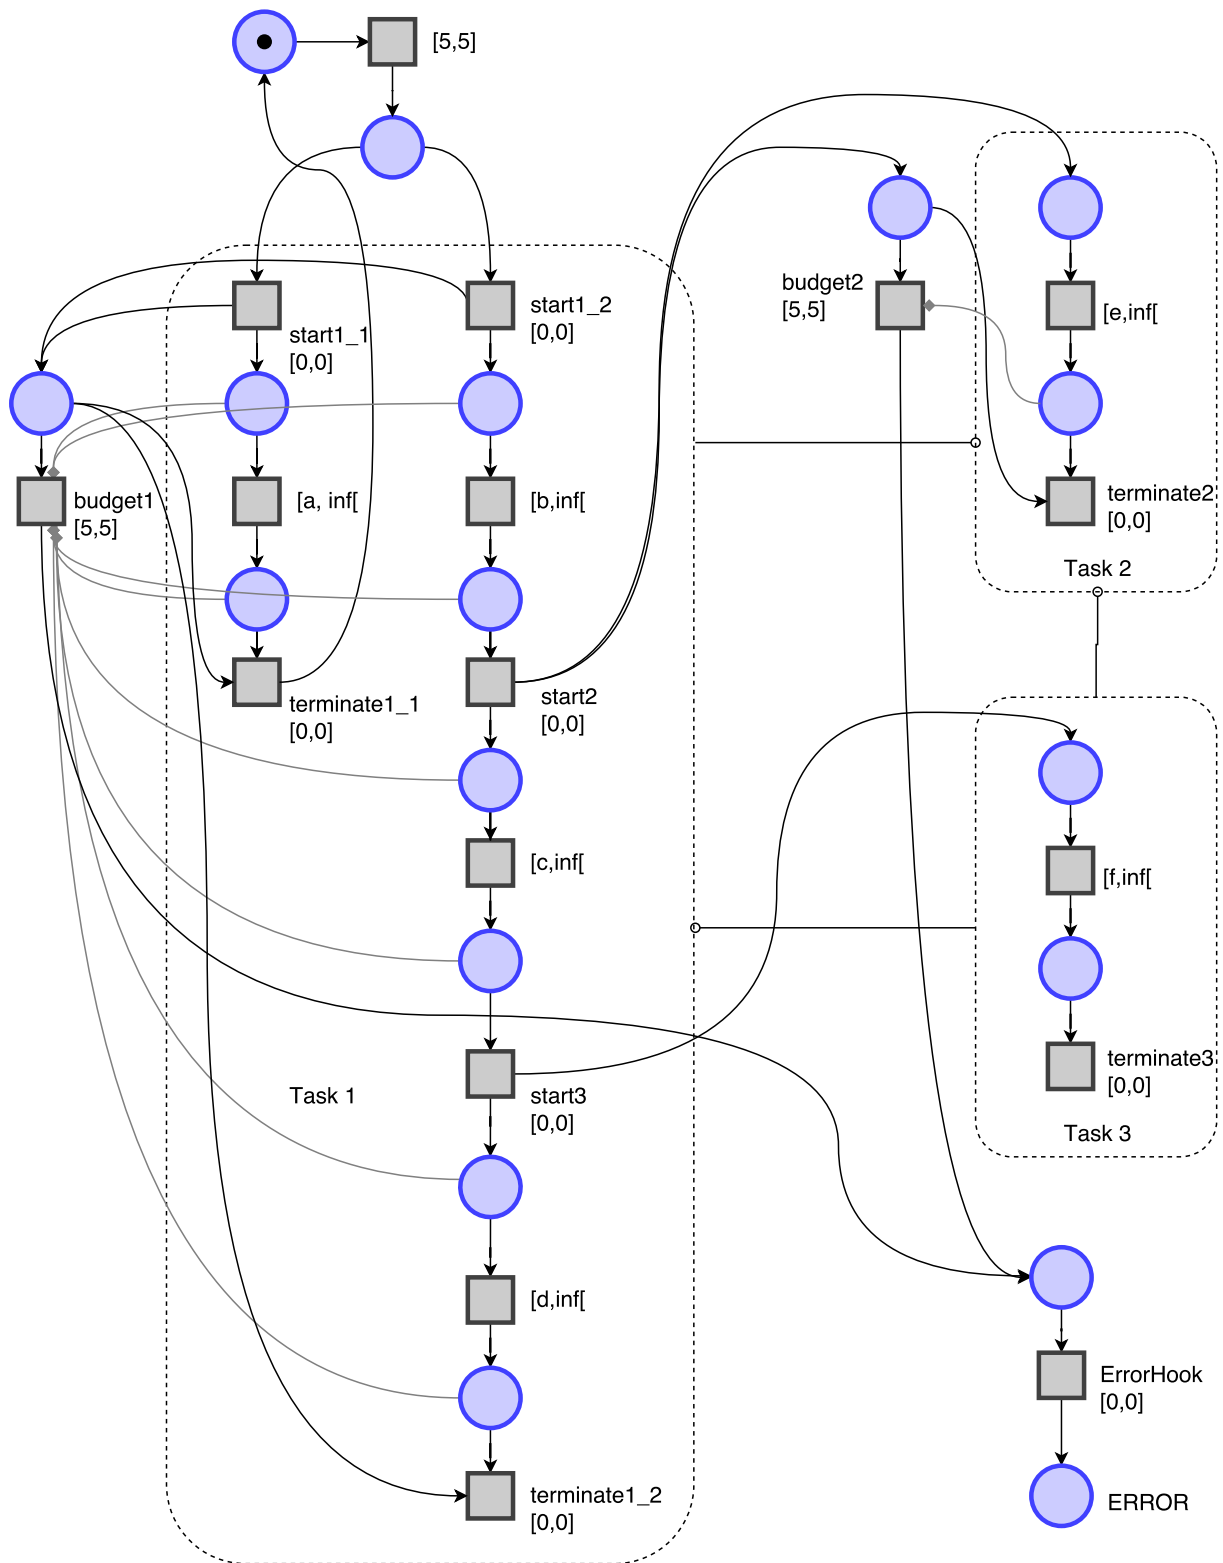 [5,5]
budget2
[5,5]
start1_2
[0,0]
[e,inf[
start1_1
[0,0]
budget1
[5,5]
[a, inf[
[b,inf[
terminate2
[0,0]
Task 2
terminate1_1
[0,0]
start2
[0,0]
[c,inf[
[f,inf[
Task 1
start3
[0,0]
terminate3
[0,0]
Task 3
[d,inf[
ErrorHook
[0,0]
terminate1_2
[0,0]
ERROR